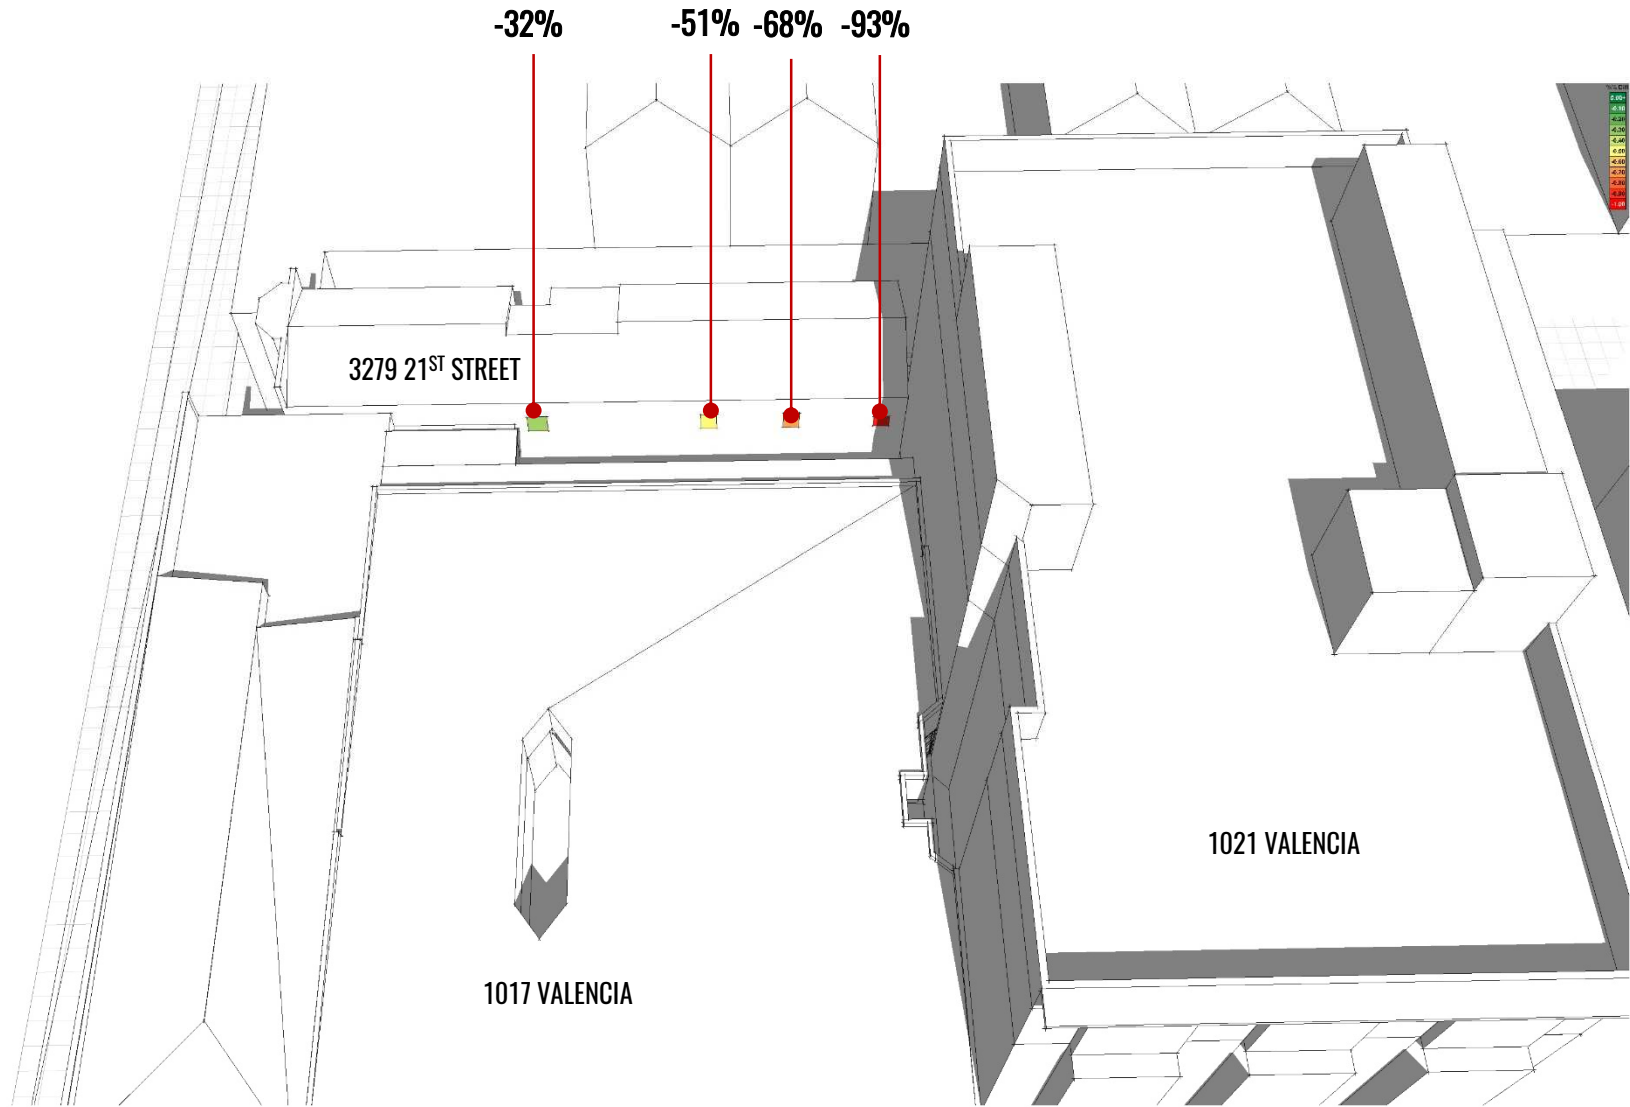 -32%
-51%
-68%
-93%
3279 21ST STREET
1021 VALENCIA
1017 VALENCIA